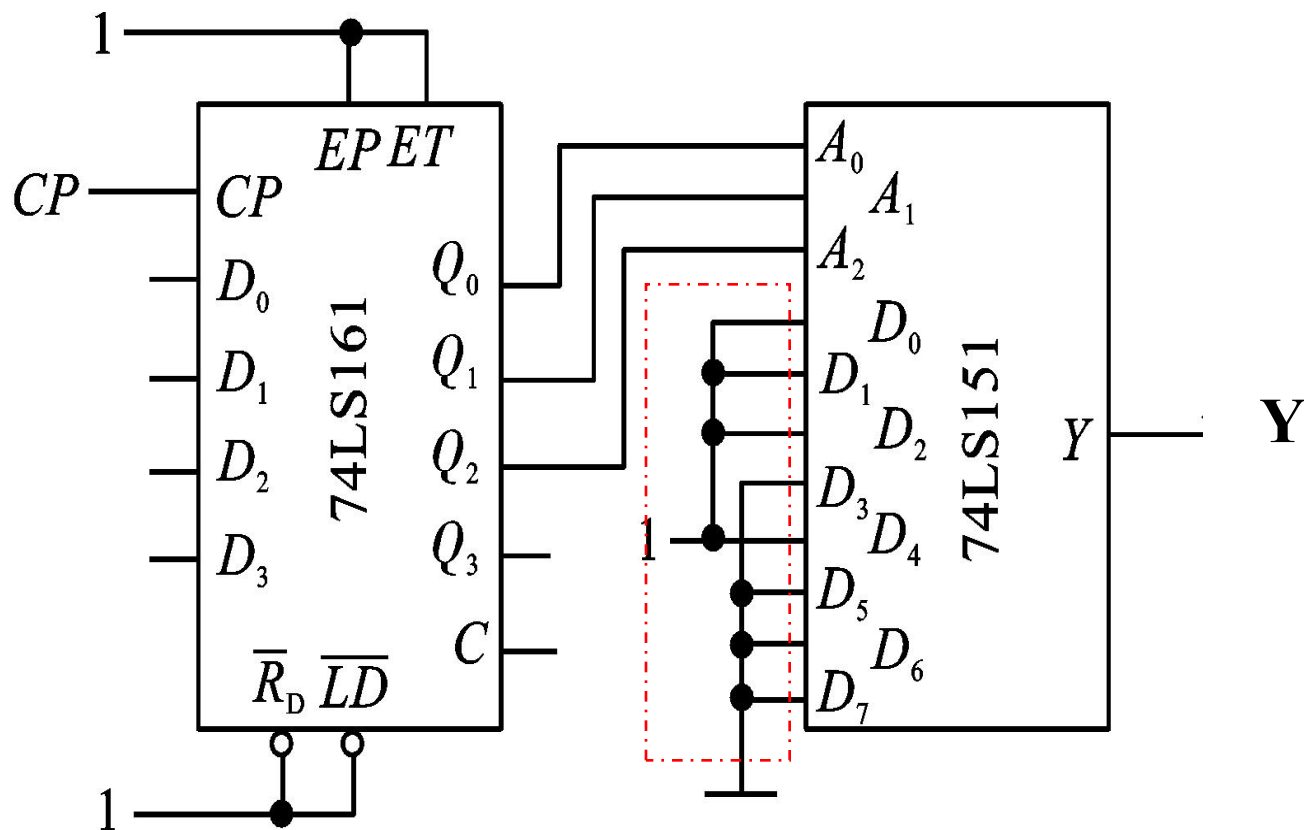 1
EP ET
CP
CP
D₀
D₁
D₂
D₃
74LS161
Q₀
Q₁
Q₂
Q₃
C
R̅_D L̅D̅
1
A₀
A₁
A₂
D₀
D₁
D₂
D₃
1
D₄
D₅
D₆
D₇
74LS151
Y
Y